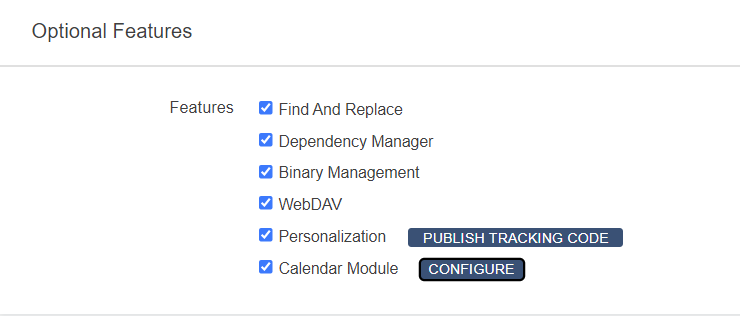 Optional Features
Features
Find And Replace
Dependency Manager
Binary Management
WebDAV
Personalization PUBLISH TRACKING CODE
Calendar Module CONFIGURE